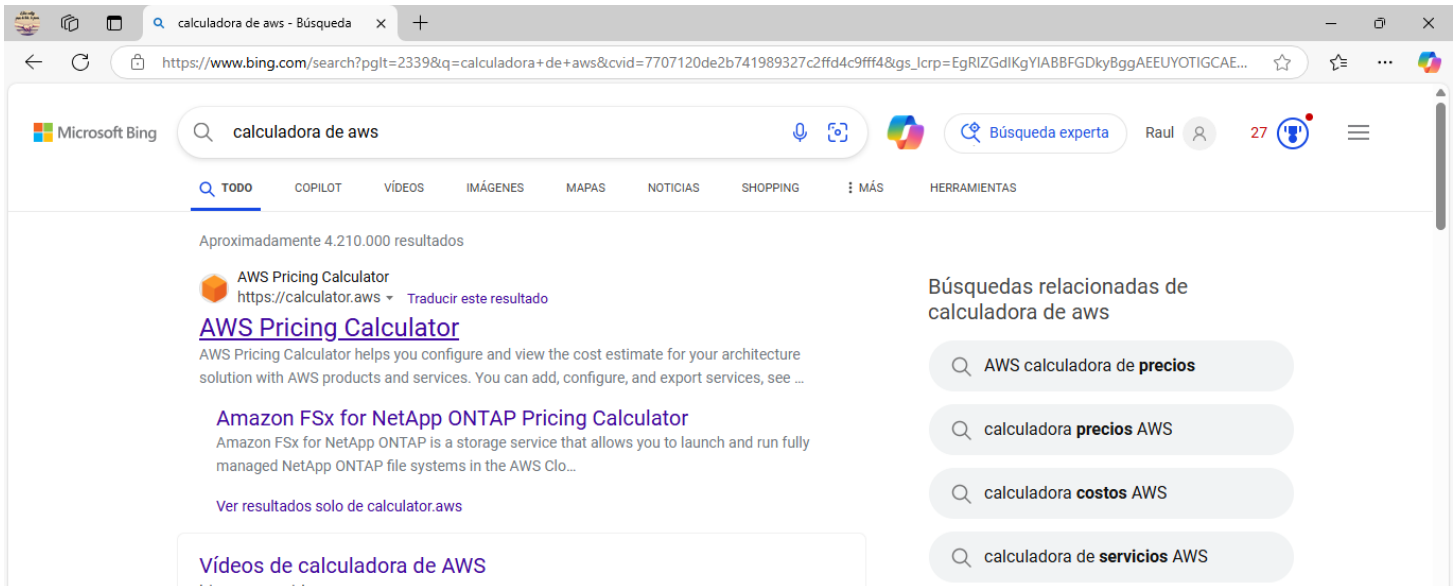 calculadora de aws - Búsqueda
https://www.bing.com/search?pglt=2339&q=calculadora+de+aws&cvid=7707120de2b741989327c2ffd4c9fff4&gs_lcrp=EgRlZGdlKgYIABBFGDkyBggAEEUYOTIGCAE...
Microsoft Bing
calculadora de aws
Búsqueda experta
Raul
27
TODO COPILOT VÍDEOS IMÁGENES MAPAS NOTICIAS SHOPPING MÁS HERRAMIENTAS
Aproximadamente 4.210.000 resultados
AWS Pricing Calculator
https://calculator.aws Traducir este resultado
AWS Pricing Calculator
AWS Pricing Calculator helps you configure and view the cost estimate for your architecture
solution with AWS products and services. You can add, configure, and export services, see ...
Amazon FSx for NetApp ONTAP Pricing Calculator
Amazon FSx for NetApp ONTAP is a storage service that allows you to launch and run fully
managed NetApp ONTAP file systems in the AWS Clo...
Ver resultados solo de calculator.aws
Vídeos de calculadora de AWS
Búsquedas relacionadas de
calculadora de aws
AWS calculadora de precios
calculadora precios AWS
calculadora costos AWS
calculadora de servicios AWS